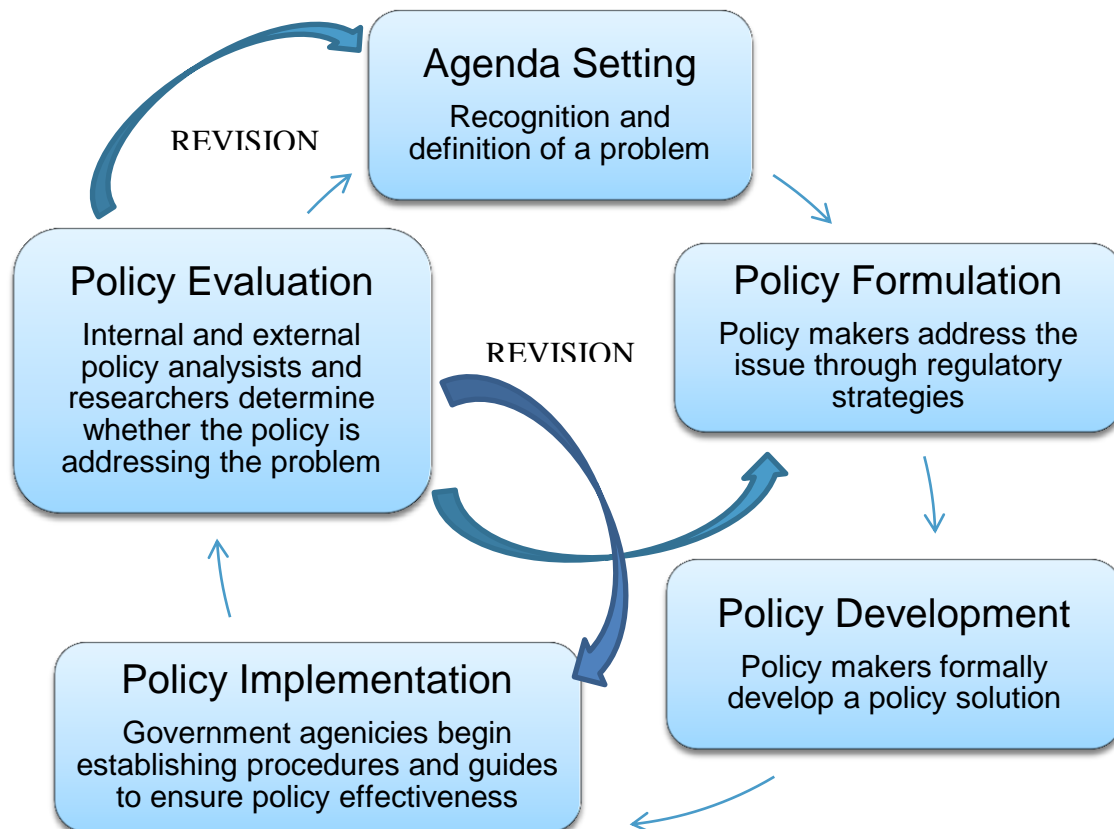 Agenda Setting
Recognition and
definition of a problem
REVISION
Policy Evaluation
Internal and external
policy analysists and
researchers determine
whether the policy is
addressing the problem
REVISION
Policy Formulation
Policy makers address the
issue through regulatory
strategies
Policy Development
Policy makers formally
develop a policy solution
Policy Implementation
Government agenicies begin
establishing procedures and guides
to ensure policy effectiveness